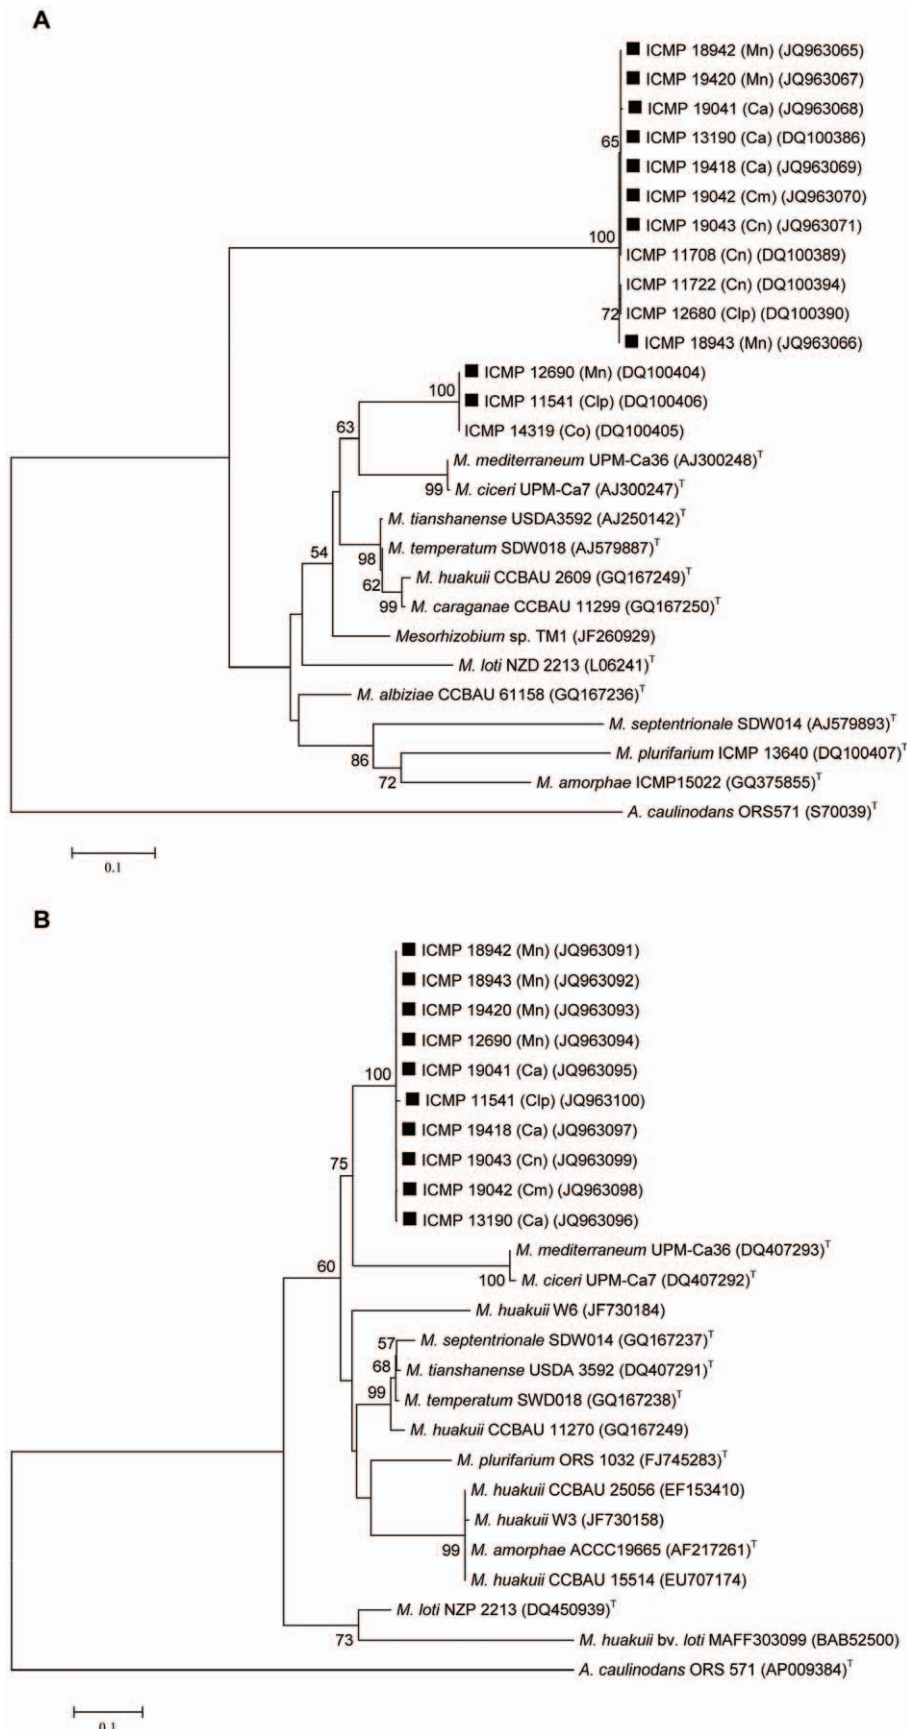 A
ICMP 18942 (Mn) (JQ963065)
ICMP 19420 (Mn) (JQ963067)
ICMP 19041 (Ca) (JQ963068)
ICMP 13190 (Ca) (DQ100386)
65
ICMP 19418 (Ca) (JQ963069)
ICMP 19042 (Cm) (JQ963070)
ICMP 19043 (Cn) (JQ963071)
100
ICMP 11708 (Cn) (DQ100389)
ICMP 11722 (Cn) (DQ100394)
72
ICMP 12680 (Clp) (DQ100390)
ICMP 18943 (Mn) (JQ963066)
ICMP 12690 (Mn) (DQ100404)
100
ICMP 11541 (Clp) (DQ100406)
63
ICMP 14319 (Co) (DQ100405)
M. mediterraneum UPM-Ca36 (AJ300248)T
99
M. ciceri UPM-Ca7 (AJ300247)T
M. tianshanense USDA3592 (AJ250142)T
54
98
M. temperatum SDW018 (AJ579887)T
62
M. huakuii CCBAU 2609 (GQ167249)T
99
M. caraganae CCBAU 11299 (GQ167250)T
Mesorhizobium sp. TM1 (JF260929)
M. loti NZD 2213 (L06241)T
M. albiziae CCBAU 61158 (GQ167236)T
M. septentrionale SDW014 (AJ579893)T
86
M. plurifarium ICMP 13640 (DQ100407)T
72
M. amorphae ICMP15022 (GQ375855)T
A. caulinodans ORS571 (S70039)T
0.1
B
ICMP 18942 (Mn) (JQ963091)
ICMP 18943 (Mn) (JQ963092)
ICMP 19420 (Mn) (JQ963093)
ICMP 12690 (Mn) (JQ963094)
100
ICMP 19041 (Ca) (JQ963095)
ICMP 11541 (Clp) (JQ963100)
ICMP 19418 (Ca) (JQ963097)
75
ICMP 19043 (Cn) (JQ963099)
ICMP 19042 (Cm) (JQ963098)
ICMP 13190 (Ca) (JQ963096)
M. mediterraneum UPM-Ca36 (DQ407293)T
60
100
M. ciceri UPM-Ca7 (DQ407292)T
M. huakuii W6 (JF730184)
57
M. septentrionale SDW014 (GQ167237)T
68
M. tianshanense USDA 3592 (DQ407291)T
99
M. temperatum SWD018 (GQ167238)T
M. huakuii CCBAU 11270 (GQ167249)
M. plurifarium ORS 1032 (FJ745283)T
M. huakuii CCBAU 25056 (EF153410)
M. huakuii W3 (JF730158)
99
M. amorphae ACCC19665 (AF217261)T
M. huakuii CCBAU 15514 (EU707174)
M. loti NZP 2213 (DQ450939)T
73
M. huakuii bv. loti MAFF303099 (BAB52500)
A. caulinodans ORS 571 (AP009384)T
0.1